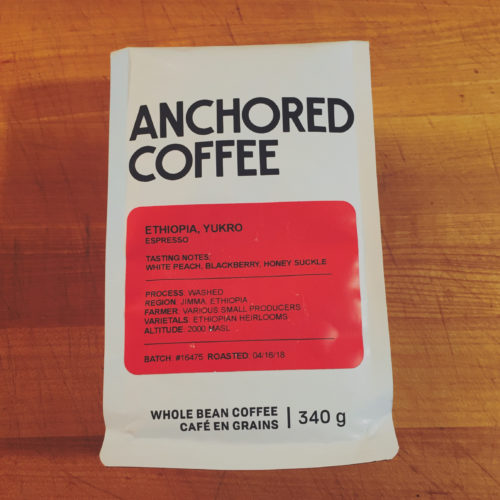 ANCHORED
COFFEE
ETHIOPIA, YUKRO
ESPRESSO
TASTING NOTES:
WHITE PEACH, BLACKBERRY, HONEY SUCKLE
PROCESS: WASHED
REGION: JIMMA, ETHIOPIA
FARMER: VARIOUS SMALL PRODUCERS
VARIETALS: ETHIOPIAN HEIRLOOMS
ALTITUDE: 2000 MASL
BATCH: #16475 ROASTED: 04/16/18
WHOLE BEAN COFFEE
CAFÉ EN GRAINS
340 g